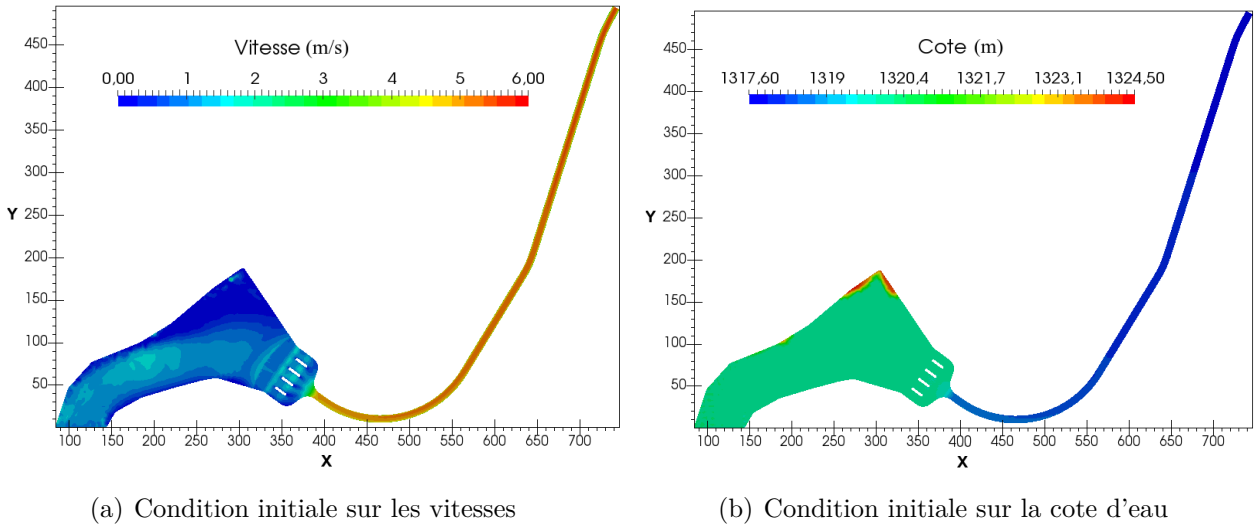 Vitesse (m/s)
0.00 1 2 3 4 5 6.00
450
400
350
300
250
200
150
100
50
Y
100 150 200 250 300 350 400 450 500 550 600 650 700
X
(a) Condition initiale sur les vitesses
Cote (m)
1317,60 1319 1320,4 1321,7 1323,1 1324,50
450
400
350
300
250
200
150
100
50
Y
100 150 200 250 300 350 400 450 500 550 600 650 700
X
(b) Condition initiale sur la cote d'eau